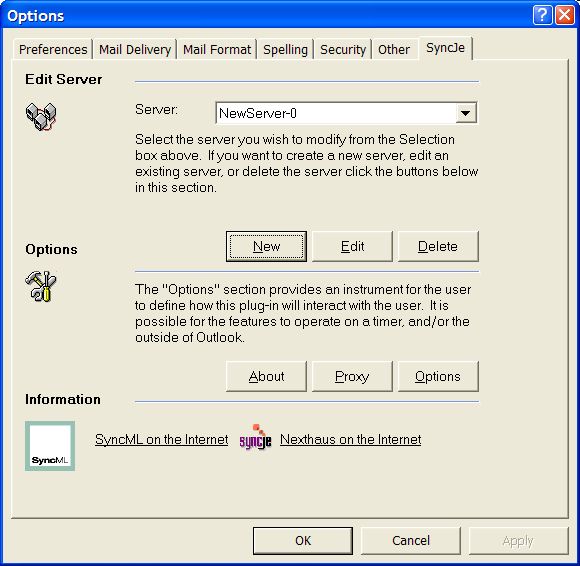 Options
Preferences Mail Delivery Mail Format Spelling Security Other SyncJe
Edit Server
Server: NewServer-0
Select the server you wish to modify from the Selection
box above. If you want to create a new server, edit an
existing server, or delete the server click the buttons below
in this section.
New Edit Delete
Options
The "Options" section provides an instrument for the user
to define how this plug-in will interact with the user. It is
possible for the features to operate on a timer, and/or the
outside of Outlook.
About Proxy Options
Information
SyncML SyncML on the Internet syncje Nexthaus on the Internet
OK Cancel Apply